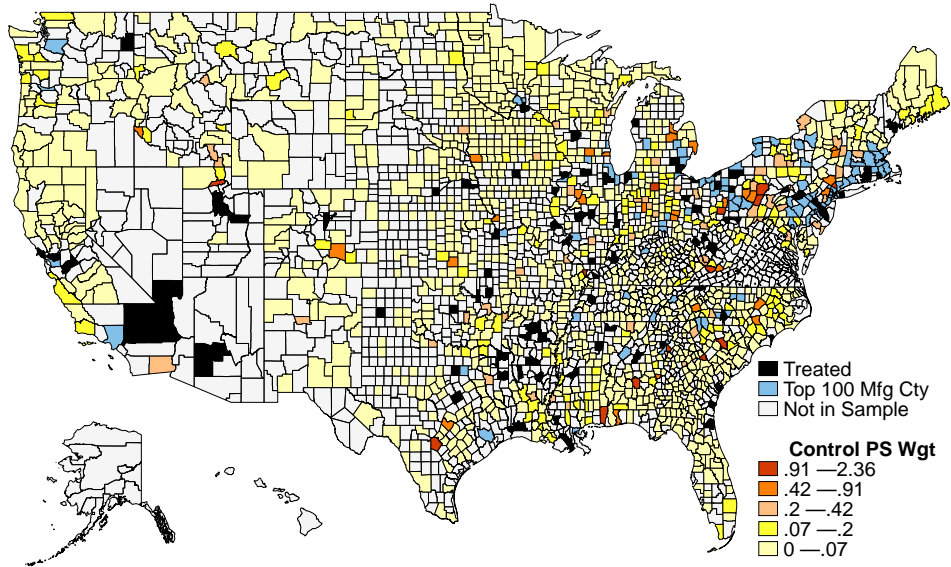 Treated
Top 100 Mfg Cty
Not in Sample
Control PS Wgt
.91 —2.36
.42 —.91
.2 —.42
.07 —.2
0 —.07